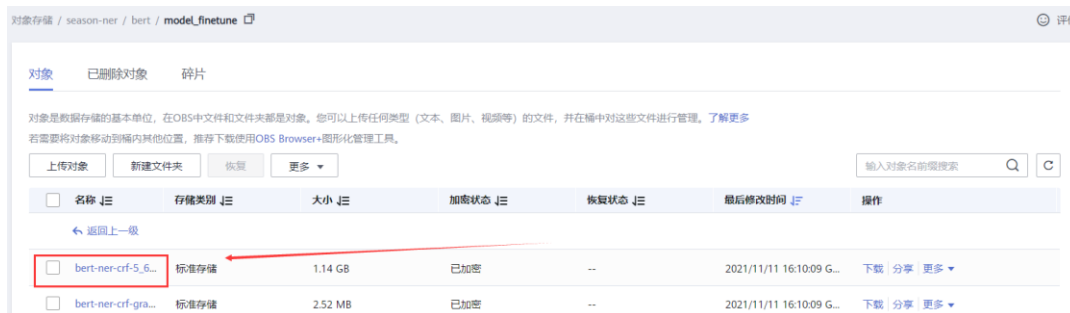 对象存储 / season-ner / bert / model_finetune
对象 已删除对象 碎片
对象是数据存储的基本单位，在OBS中文件和文件夹都是对象。您可以上传任何类型（文本、图片、视频等）的文件，并在桶中对这些文件进行管理。了解更多
若需要将对象移动到桶内其他位置，推荐下载使用OBS Browser+图形化管理工具。
上传对象 新建文件夹 恢复 更多 输入对象名前缀搜索
名称 存储类别 大小 加密状态 恢复状态 最后修改时间 操作
返回上一级
bert-ner-crf-5_6... 标准存储 1.14 GB 已加密 -- 2021/11/11 16:10:09 G... 下载 分享 更多
bert-ner-crf-gra... 标准存储 2.52 MB 已加密 -- 2021/11/11 16:10:09 G... 下载 分享 更多